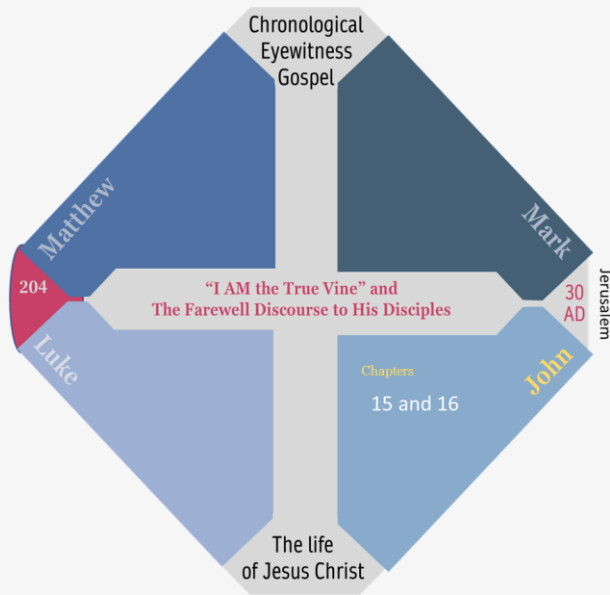 Chronological
Eyewitness
Gospel
Matthew
Mark
204
“I AM the True Vine” and
The Farewell Discourse to His Disciples
30
AD
Jerusalem
Luke
John
Chapters
15 and 16
The life
of Jesus Christ